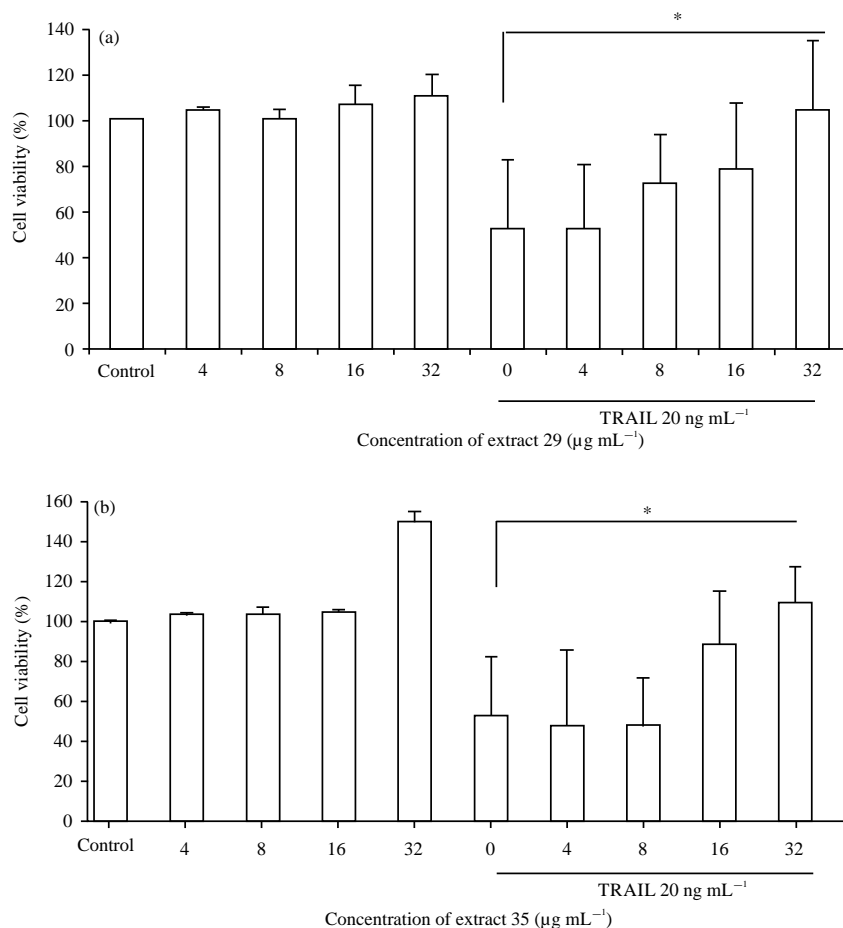 (a)
*
140
120
100
80
60
40
20
0
Cell viability (%)
Control 4 8 16 32 0 4 8 16 32
TRAIL 20 ng mL⁻¹
Concentration of extract 29 (µg mL⁻¹)
(b)
*
160
140
120
100
80
60
40
20
0
Cell viability (%)
Control 4 8 16 32 0 4 8 16 32
TRAIL 20 ng mL⁻¹
Concentration of extract 35 (µg mL⁻¹)